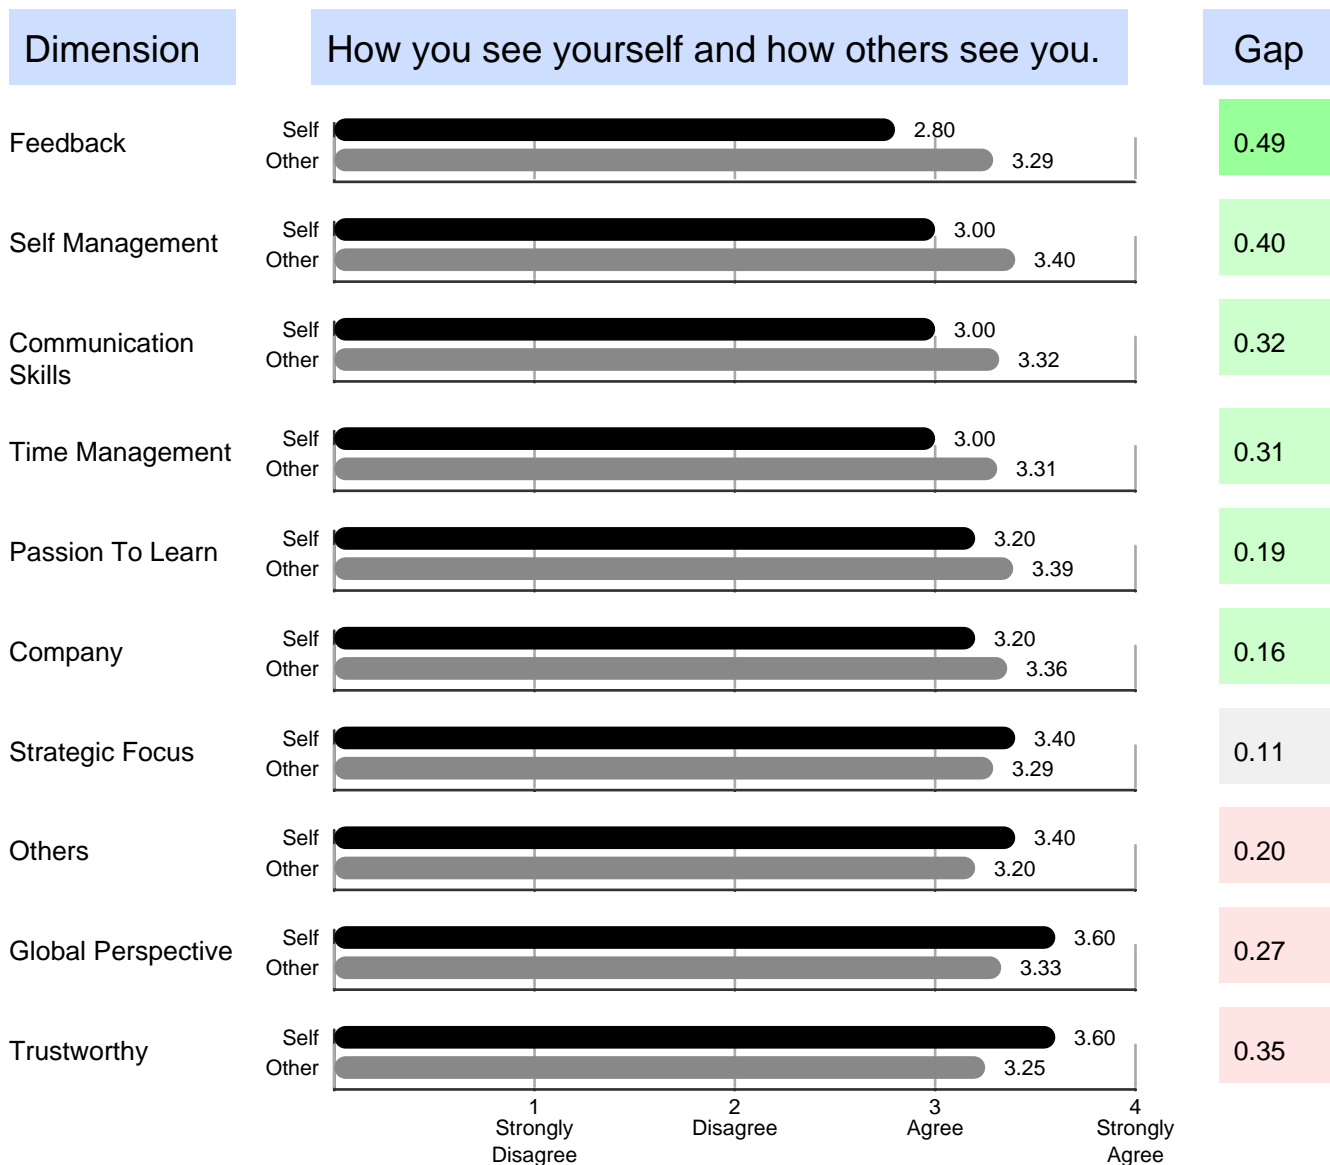 Dimension How you see yourself and how others see you. Gap
Feedback Self 2.80 0.49
Other 3.29
Self Management Self 3.00 0.40
Other 3.40
Communication Self 3.00 0.32
Skills Other 3.32
Time Management Self 3.00 0.31
Other 3.31
Passion To Learn Self 3.20 0.19
Other 3.39
Company Self 3.20 0.16
Other 3.36
Strategic Focus Self 3.40 0.11
Other 3.29
Others Self 3.40 0.20
Other 3.20
Global Perspective Self 3.60 0.27
Other 3.33
Trustworthy Self 3.60 0.35
Other 3.25
1 2 3 4
Strongly Disagree Agree Strongly
Disagree Agree